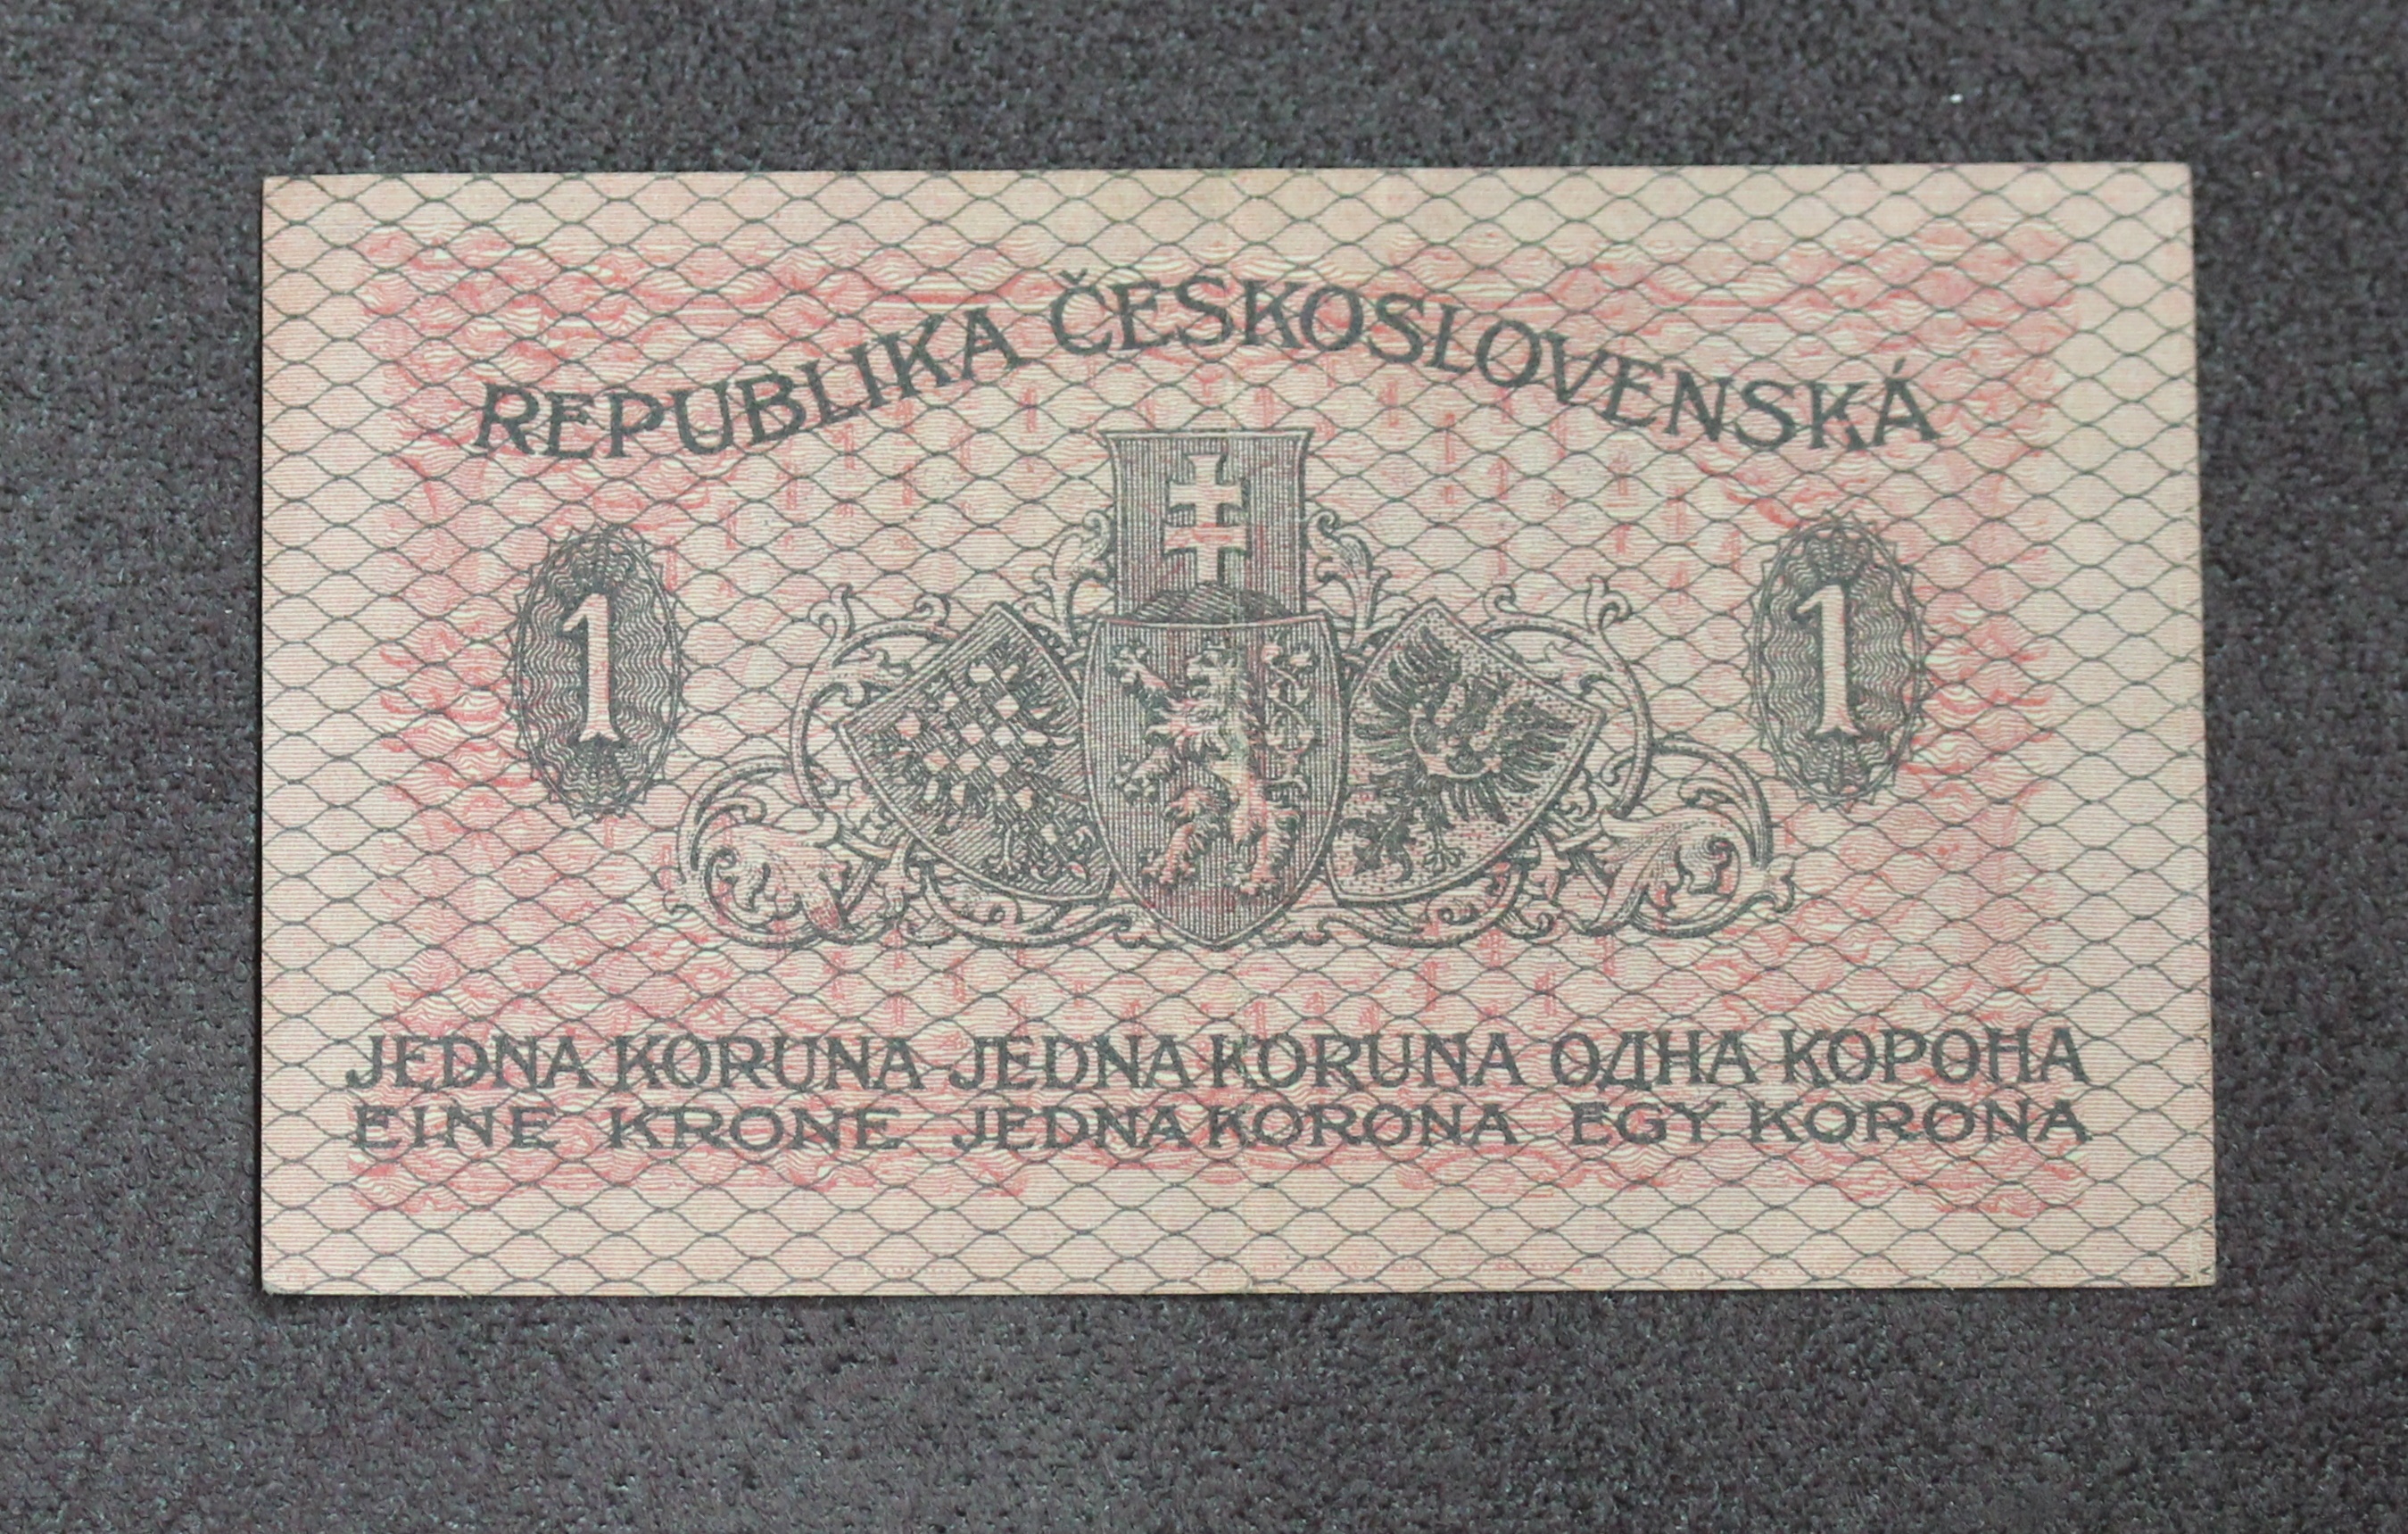 REPUBLIKA ČESKOSLOVENSKÁ
1 1
JEDNA KORUNA JEDNA KORUNA ОДНА КОРОНА
EINE KRONE JEDNA KORONA EGY KORONA